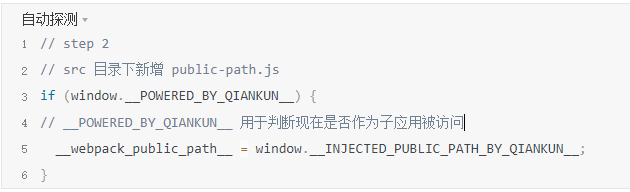 自动探测
1 // step 2
2 // src 目录下新增 public-path.js
3 if (window.__POWERED_BY_QIANKUN__) {
4 // __POWERED_BY_QIANKUN__ 用于判断现在是否作为子应用被访问
5 __webpack_public_path__ = window.__INJECTED_PUBLIC_PATH_BY_QIANKUN__;
6 }